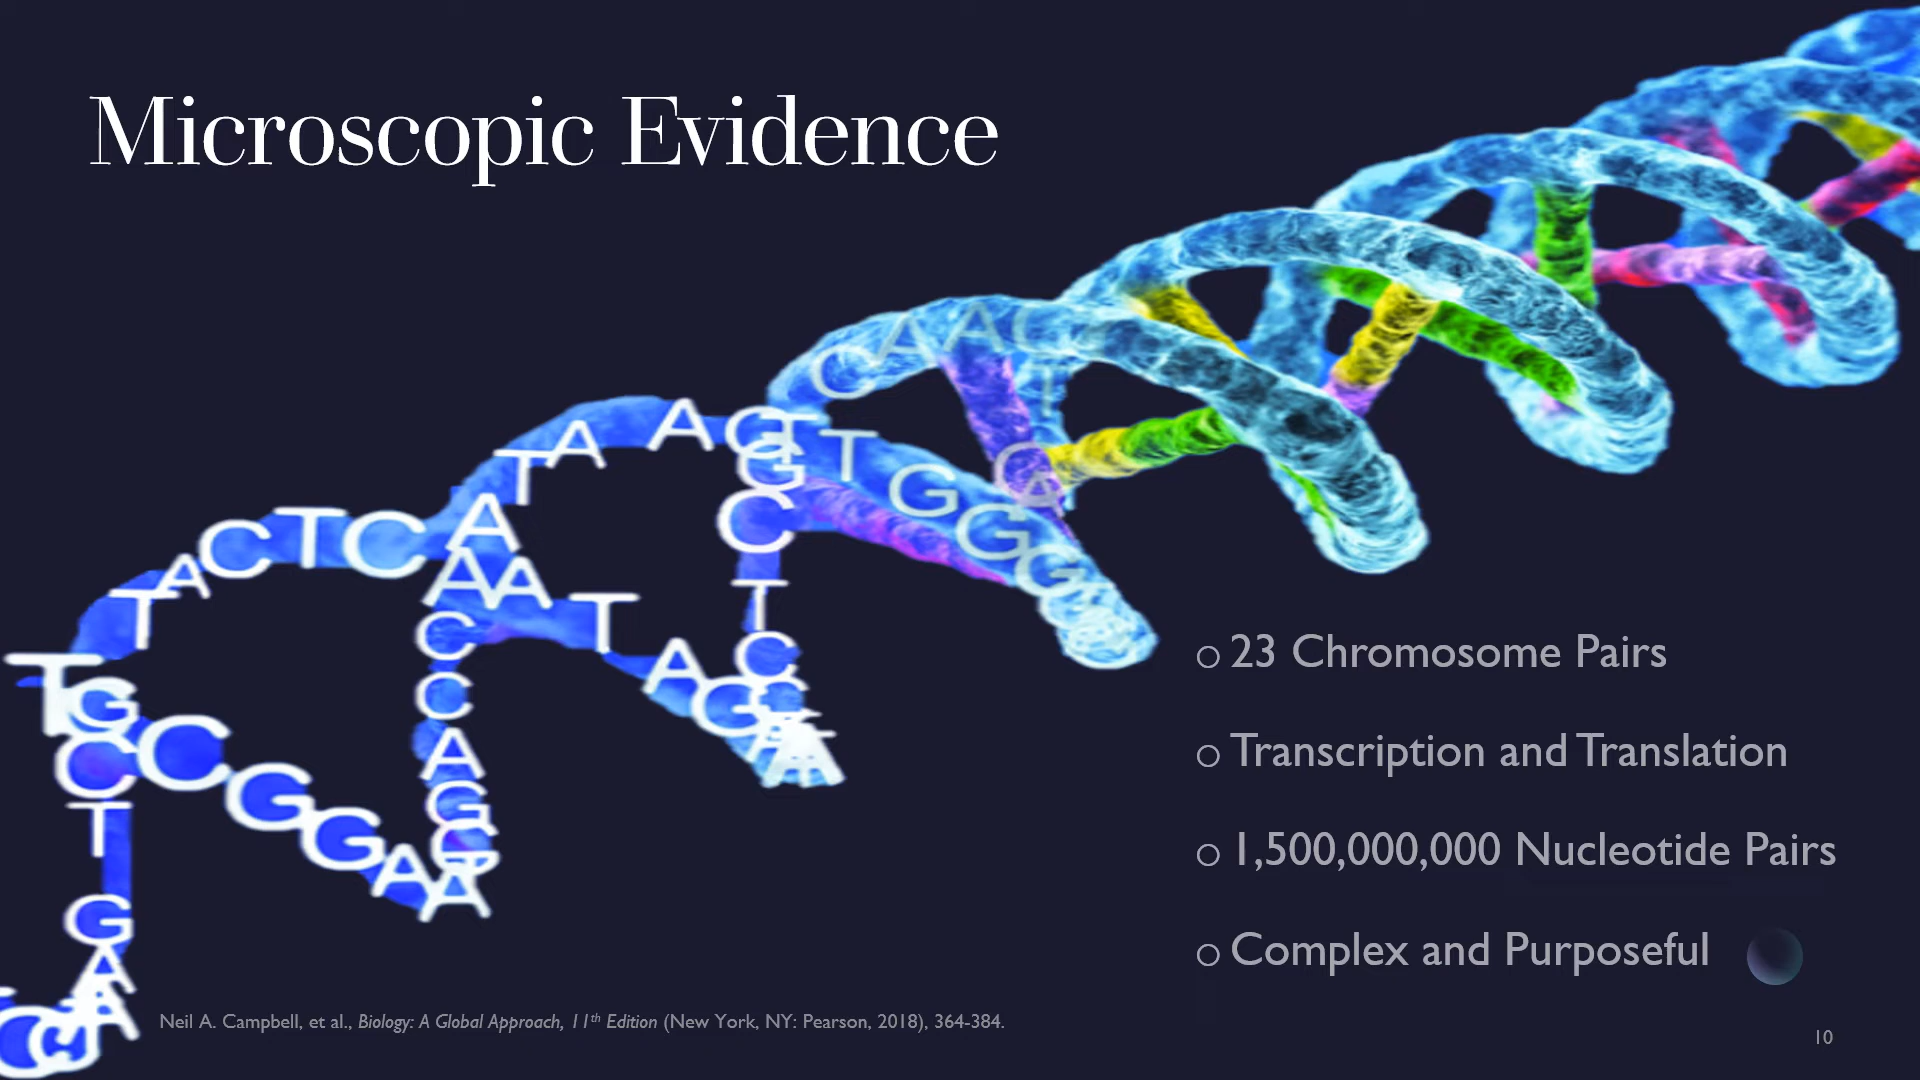 Microscopic Evidence
○ 23 Chromosome Pairs
○ Transcription and Translation
○ 1,500,000,000 Nucleotide Pairs
○ Complex and Purposeful
Neil A. Campbell, et al., Biology: A Global Approach, 11th Edition (New York, NY: Pearson, 2018), 364-384.
10